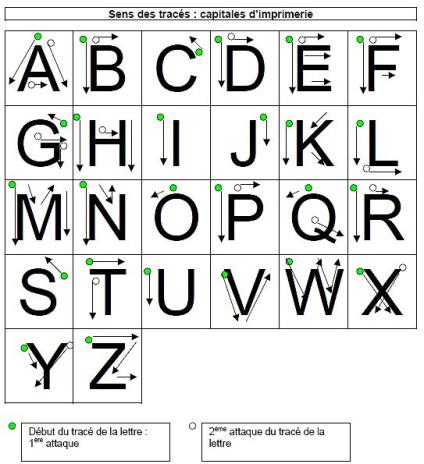 Sens des tracés : capitales d'imprimerie
A B C D E F
G H I J K L
M N O P Q R
S T U V W X
Y Z
Début du tracé de la lettre :
1ère attaque
2ème attaque du tracé de la
lettre